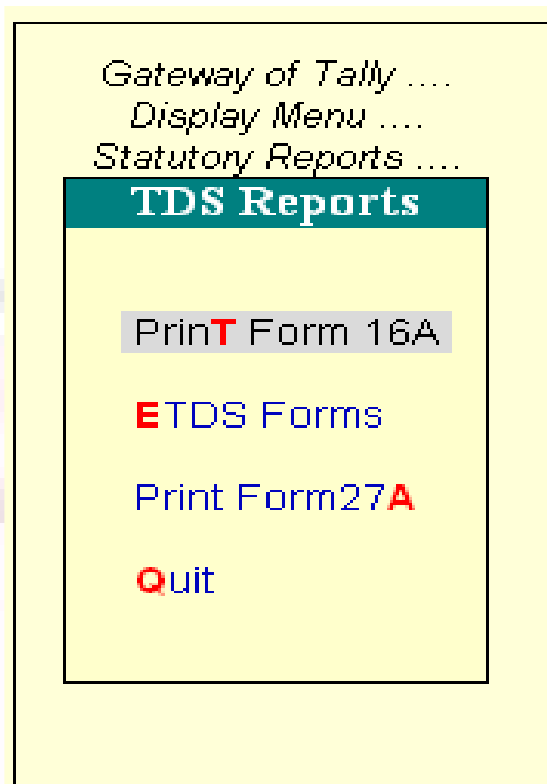 Gateway of Tally ....
Display Menu ....
Statutory Reports ....
TDS Reports
PrinT Form 16A
ETDS Forms
Print Form27A
Quit